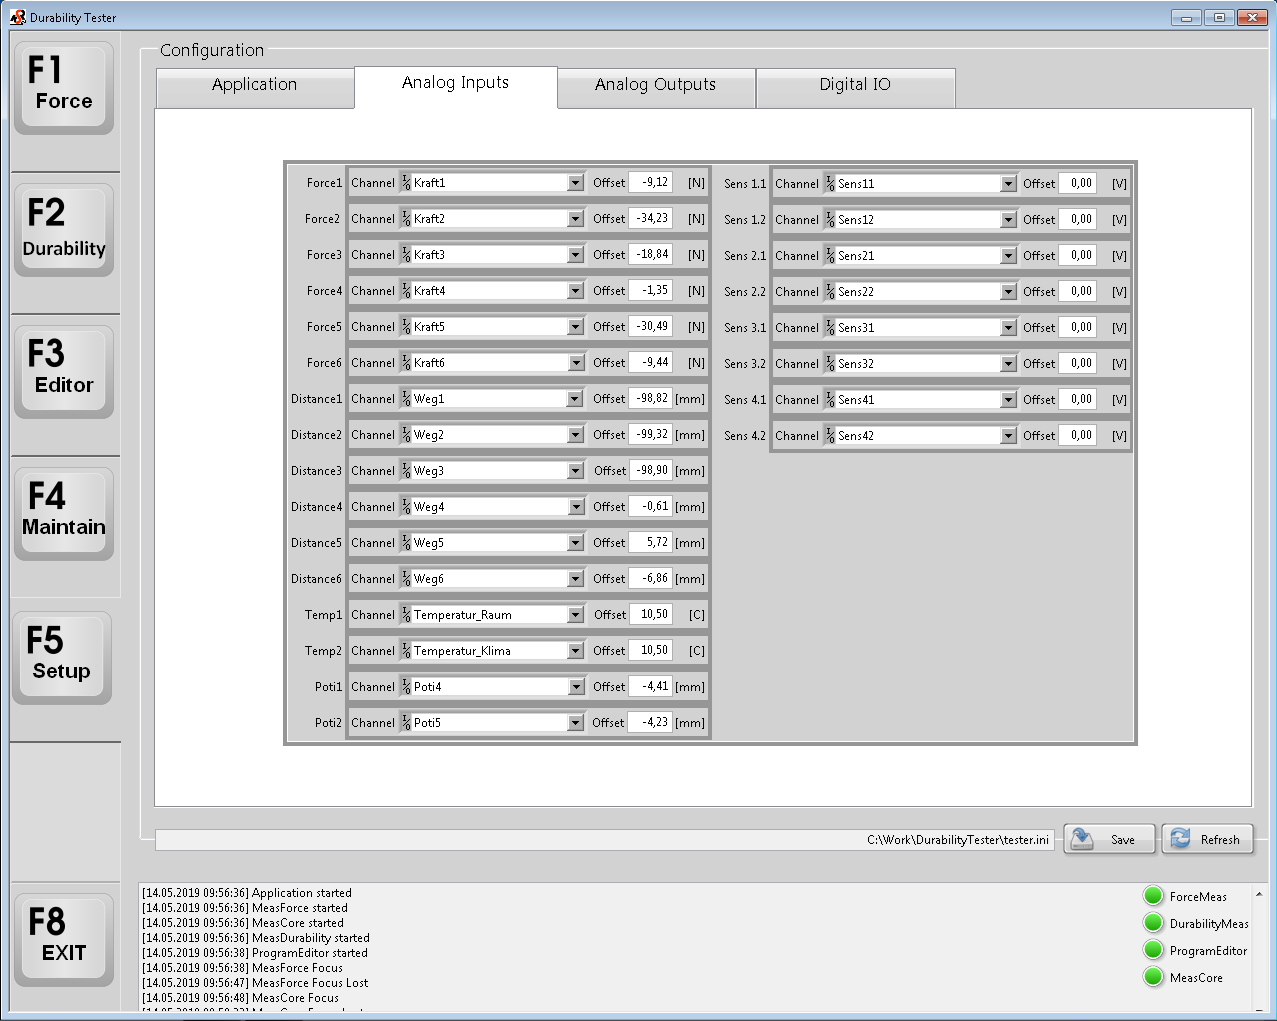 Durability Tester
F1
Force
F2
Durability
F3
Editor
F4
Maintain
F5
Setup
F8
EXIT
Configuration
Application Analog Inputs Analog Outputs Digital IO
Force1 Channel I/O Kraft1 Offset -9,12 [N]
Force2 Channel I/O Kraft2 Offset -34,23 [N]
Force3 Channel I/O Kraft3 Offset -18,84 [N]
Force4 Channel I/O Kraft4 Offset -1,35 [N]
Force5 Channel I/O Kraft5 Offset -30,49 [N]
Force6 Channel I/O Kraft6 Offset -9,44 [N]
Distance1 Channel I/O Weg1 Offset -98,82 [mm]
Distance2 Channel I/O Weg2 Offset -99,32 [mm]
Distance3 Channel I/O Weg3 Offset -98,90 [mm]
Distance4 Channel I/O Weg4 Offset -0,61 [mm]
Distance5 Channel I/O Weg5 Offset 5,72 [mm]
Distance6 Channel I/O Weg6 Offset -6,86 [mm]
Temp1 Channel I/O Temperatur_Raum Offset 10,50 [C]
Temp2 Channel I/O Temperatur_Klima Offset 10,50 [C]
Poti1 Channel I/O Poti4 Offset -4,41 [mm]
Poti2 Channel I/O Poti5 Offset -4,23 [mm]
Sens 1.1 Channel I/O Sens11 Offset 0,00 [V]
Sens 1.2 Channel I/O Sens12 Offset 0,00 [V]
Sens 2.1 Channel I/O Sens21 Offset 0,00 [V]
Sens 2.2 Channel I/O Sens22 Offset 0,00 [V]
Sens 3.1 Channel I/O Sens31 Offset 0,00 [V]
Sens 3.2 Channel I/O Sens32 Offset 0,00 [V]
Sens 4.1 Channel I/O Sens41 Offset 0,00 [V]
Sens 4.2 Channel I/O Sens42 Offset 0,00 [V]
C:\Work\DurabilityTester\tester.ini Save Refresh
[14.05.2019 09:56:36] Application started
[14.05.2019 09:56:36] MeasForce started
[14.05.2019 09:56:36] MeasCore started
[14.05.2019 09:56:36] MeasDurability started
[14.05.2019 09:56:38] ProgramEditor started
[14.05.2019 09:56:38] MeasForce Focus
[14.05.2019 09:56:47] MeasForce Focus Lost
[14.05.2019 09:56:48] MeasCore Focus
ForceMeas
DurabilityMeas
ProgramEditor
MeasCore